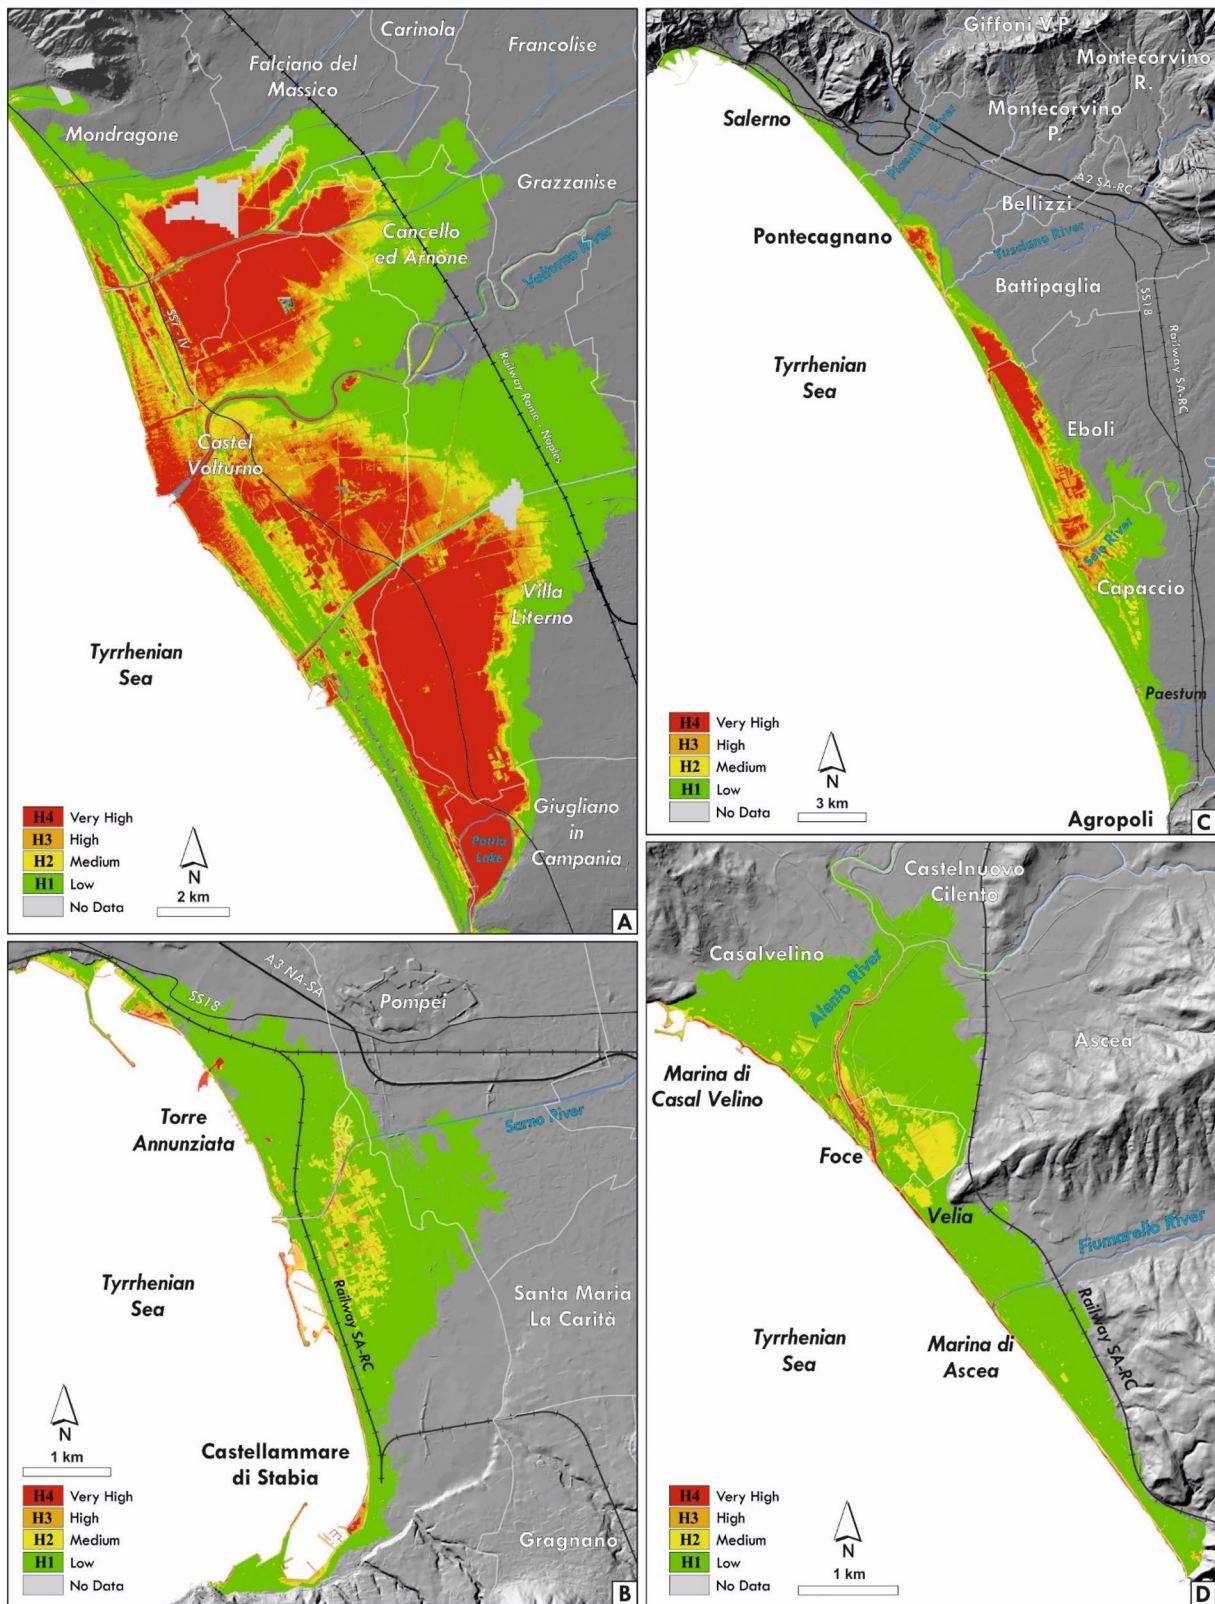 Carinola
Francolise
Falciano del
Massico
Mondragone
Grazzanise
Cancello
ed Arnone
Volturno River
SS7 - IV
Railway Rome - Naples
Castel
Volturno
Villa
Literno
Tyrrhenian
Sea
Giugliano
in
Campania
Patria
Lake
H4 Very High
H3 High
H2 Medium
H1 Low
No Data
N
2 km
A
Giffoni V.P.
Montecorvino
R.
Montecorvino
P.
Salerno
Picentino River
A2 SA-RC
Bellizzi
Pontecagnano
Tusciano River
Battipaglia
SS18
Railway SA-RC
Tyrrhenian
Sea
Eboli
Sele River
Capaccio
Paestum
H4 Very High
H3 High
H2 Medium
H1 Low
No Data
N
3 km
Agropoli
C
A3 NA-SA
SS18
Pompei
Torre
Annunziata
Sarno River
Tyrrhenian
Sea
Railway SA-RC
Santa Maria
La Carità
N
1 km
Castellammare
di Stabia
H4 Very High
H3 High
H2 Medium
H1 Low
No Data
Gragnano
B
Castelnuovo
Cilento
Casalvelino
Alento River
Ascea
Marina di
Casal Velino
Foce
Velia
Fiumarello River
Tyrrhenian
Sea
Marina di
Ascea
Railway SA-RC
H4 Very High
H3 High
H2 Medium
H1 Low
No Data
N
1 km
D